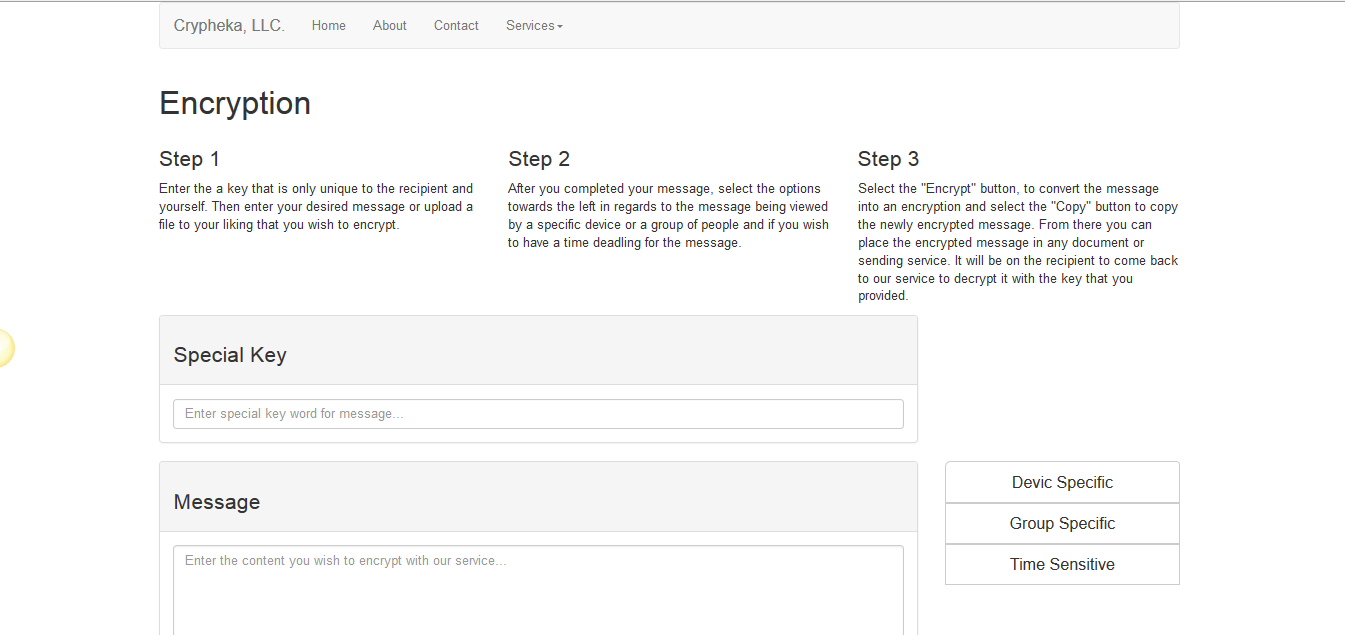 Crypheka, LLC. Home About Contact Services
Encryption
Step 1
Enter the a key that is only unique to the recipient and
yourself. Then enter your desired message or upload a
file to your liking that you wish to encrypt.
Step 2
After you completed your message, select the options
towards the left in regards to the message being viewed
by a specific device or a group of people and if you wish
to have a time deadling for the message.
Step 3
Select the "Encrypt" button, to convert the message
into an encryption and select the "Copy" button to copy
the newly encrypted message. From there you can
place the encrypted message in any document or
sending service. It will be on the recipient to come back
to our service to decrypt it with the key that you
provided.
Special Key
Enter special key word for message...
Message
Enter the content you wish to encrypt with our service...
Devic Specific
Group Specific
Time Sensitive